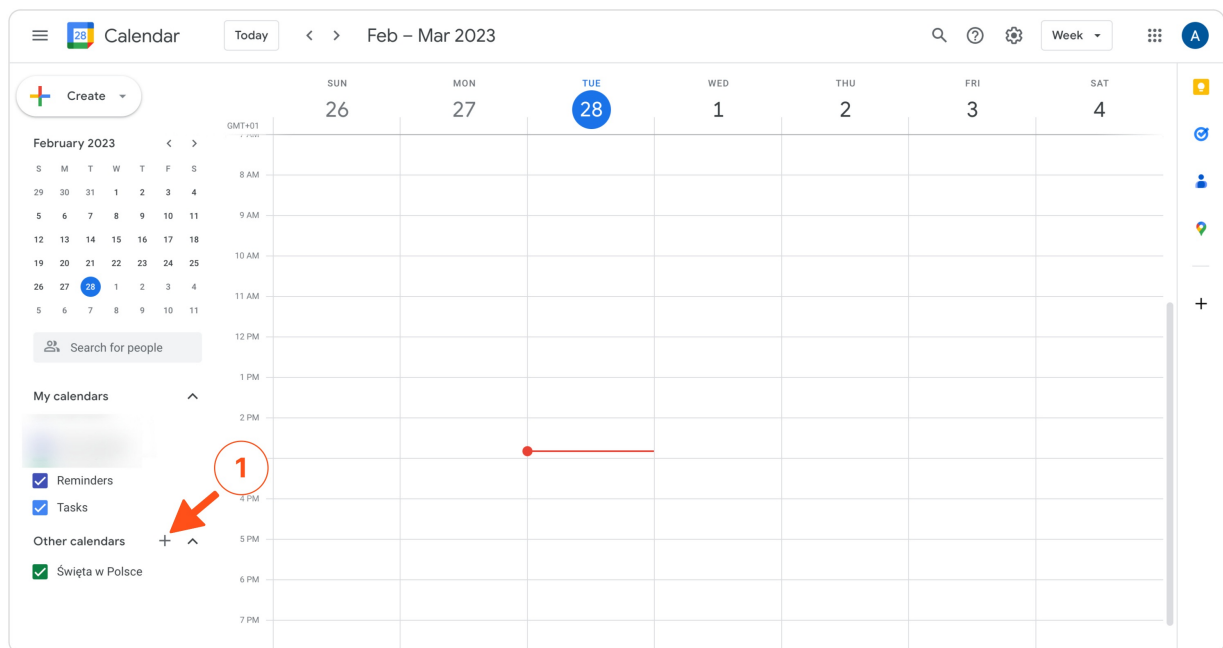 28 Calendar Today Feb – Mar 2023 Week A
Create
SUN MON TUE WED THU FRI SAT
26 27 28 1 2 3 4
GMT+01
February 2023
S M T W T F S
29 30 31 1 2 3 4
5 6 7 8 9 10 11
12 13 14 15 16 17 18
19 20 21 22 23 24 25
26 27 28 1 2 3 4
5 6 7 8 9 10 11
Search for people
My calendars
Reminders
Tasks
Other calendars
Święta w Polsce
8 AM
9 AM
10 AM
11 AM
12 PM
1 PM
2 PM
1
4 PM
5 PM
6 PM
7 PM